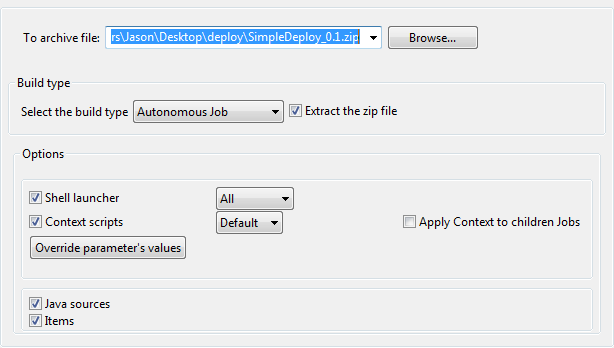 To archive file: rs\Jason\Desktop\deploy\SimpleDeploy_0.1.zip Browse...
Build type
Select the build type Autonomous Job Extract the zip file
Options
Shell launcher All
Context scripts Default Apply Context to children Jobs
Override parameter's values
Java sources
Items